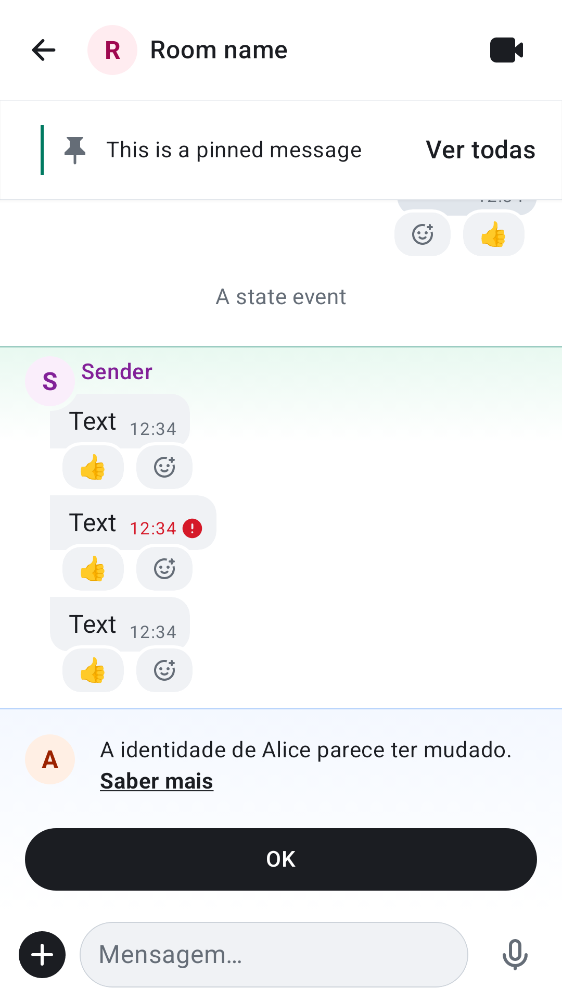 R Room name
This is a pinned message Ver todas
A state event
S Sender
Text 12:34
Text 12:34
Text 12:34
A A identidade de Alice parece ter mudado.
Saber mais
OK
Mensagem…